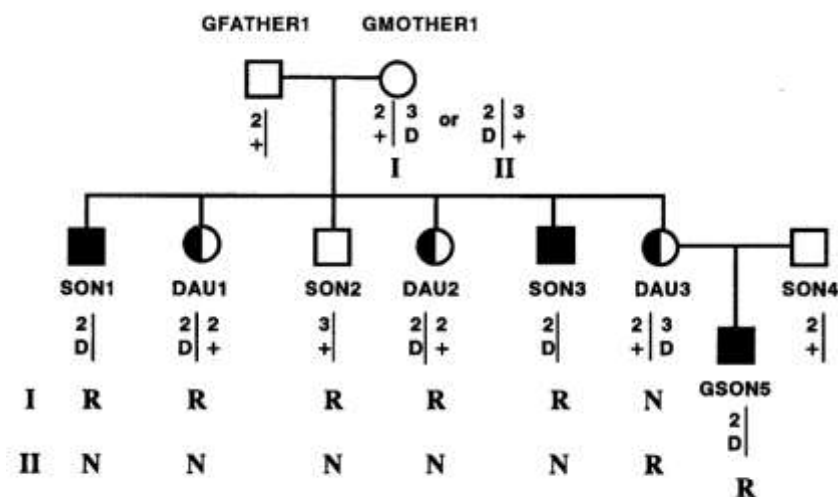 GFATHER1 GMOTHER1
2 2 3 or 2 3
+ + D D +
I II
SON1 DAU1 SON2 DAU2 SON3 DAU3 SON4
2 2 2 3 2 2 2 2 3 2
D D + + D + D + D +
GSON5
I R R R R R N
2
D
II N N N N N R
R